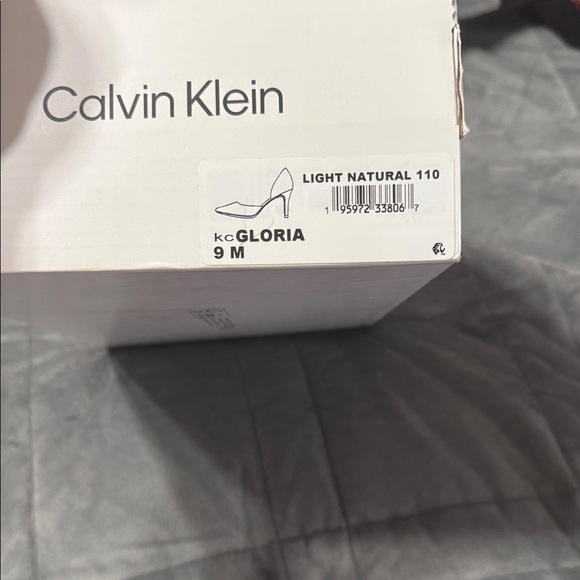 Calvin Klein
LIGHT NATURAL 110
1 95972 33806 7
kcGLORIA
9 M